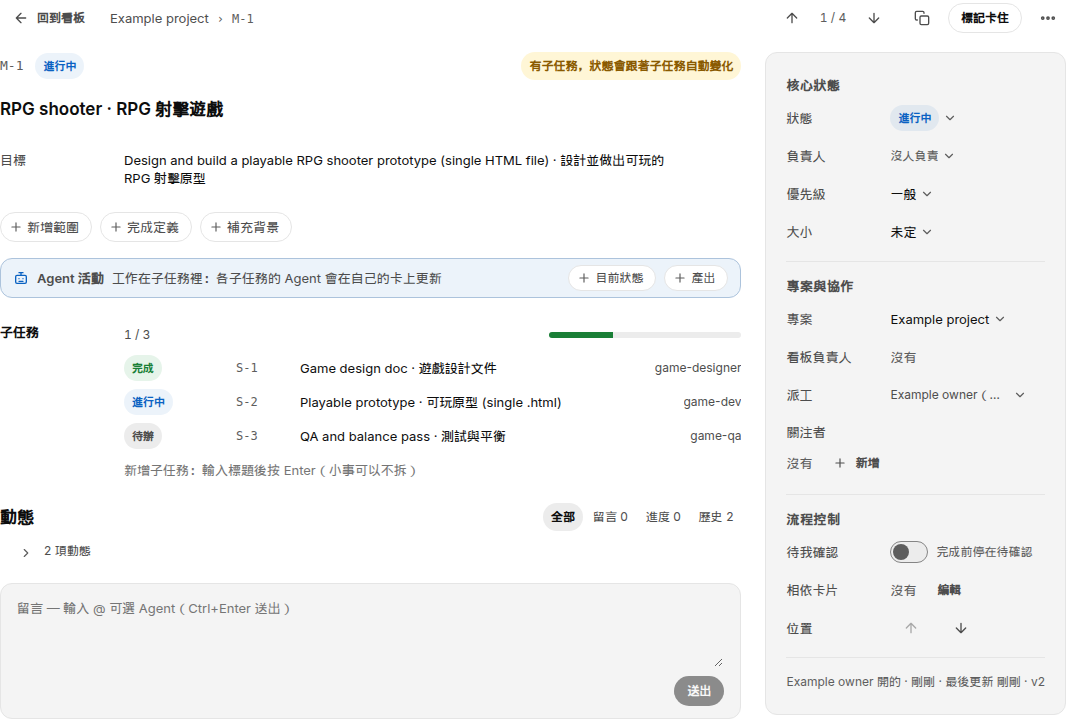 回到看板 Example project › M-1 1 / 4 標記卡住
M-1 進行中 有子任務，狀態會跟著子任務自動變化
RPG shooter · RPG 射擊遊戲
目標 Design and build a playable RPG shooter prototype (single HTML file) · 設計並做出可玩的
RPG 射擊原型
+ 新增範圍 + 完成定義 + 補充背景
Agent 活動 工作在子任務裡：各子任務的 Agent 會在自己的卡上更新 + 目前狀態 + 產出
子任務 1 / 3
完成 S-1 Game design doc · 遊戲設計文件 game-designer
進行中 S-2 Playable prototype · 可玩原型 (single .html) game-dev
待辦 S-3 QA and balance pass · 測試與平衡 game-qa
新增子任務：輸入標題後按 Enter（小事可以不拆）
動態 全部 留言 0 進度 0 歷史 2
2 項動態
留言 — 輸入 @ 可選 Agent（Ctrl+Enter 送出）
送出
核心狀態
狀態 進行中
負責人 沒人負責
優先級 一般
大小 未定
專案與協作
專案 Example project
看板負責人 沒有
派工 Example owner (...
關注者
沒有 + 新增
流程控制
待我確認 完成前停在待確認
相依卡片 沒有 編輯
位置
Example owner 開的 · 剛剛 · 最後更新 剛剛 · v2